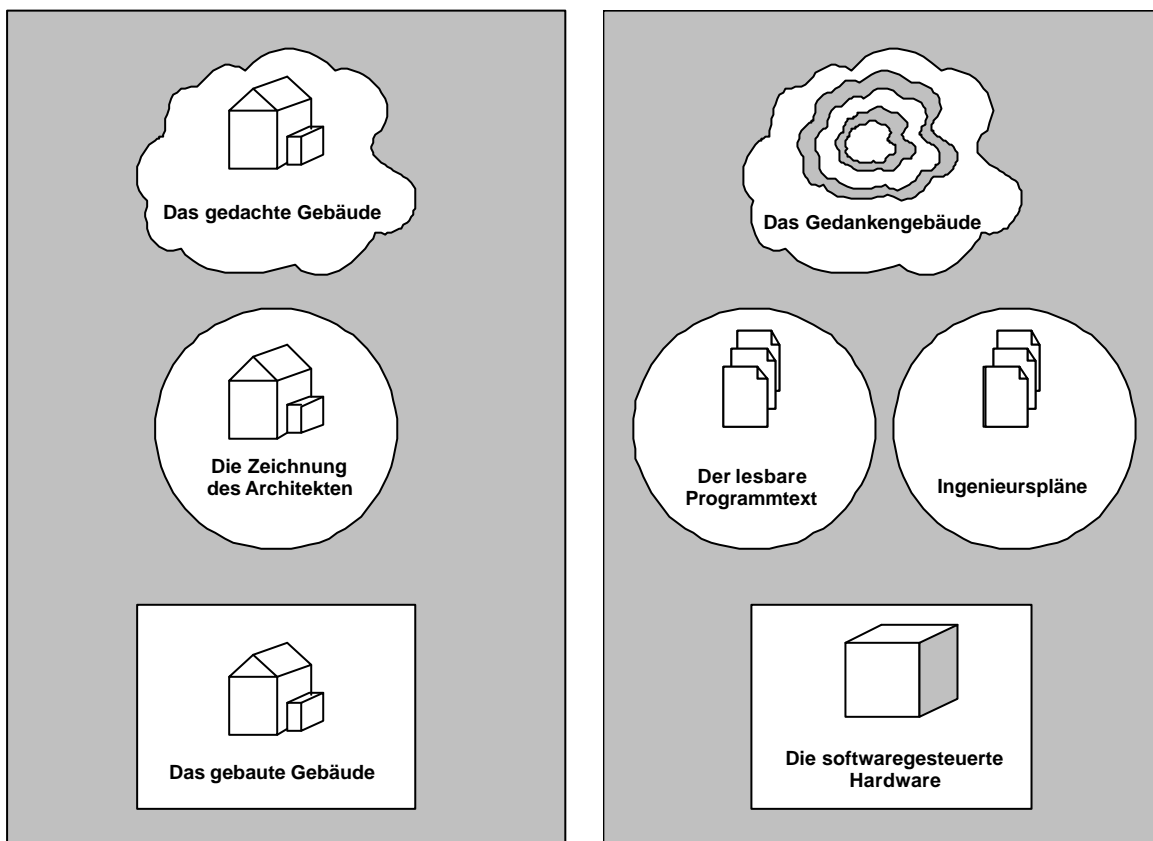 Das gedachte Gebäude
Die Zeichnung
des Architekten
Das gebaute Gebäude
Das Gedankengebäude
Der lesbare
Programmtext
Ingenieurspläne
Die softwaregesteuerte
Hardware